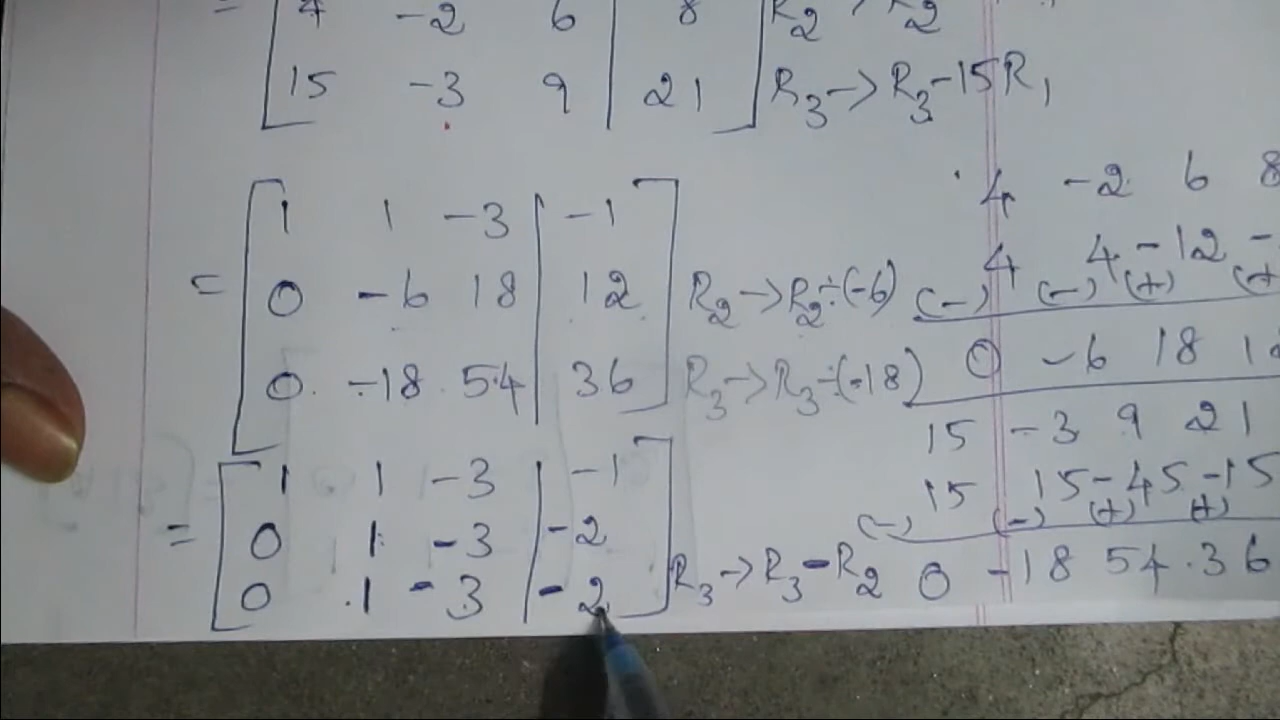 = 4 -2 6 | 8 R2 → R2
15 -3 9 | 21 R3 → R3 - 15R1
1 1 -3 | -1
= 0 -6 18 | 12 R2 → R2 ÷ (-6)
0 -18 54 | 36 R3 → R3 ÷ (-18)
1 1 -3 | -1
= 0 1 -3 | -2
0 1 -3 | -2 R3 → R3 - R2
4 -2 6 8
4 4 -12 -
(-) (-) (+) (+
0 -6 18 1
15 -3 9 21
15 15 -45 -15
(-) (-) (+) (+)
0 -18 54 36